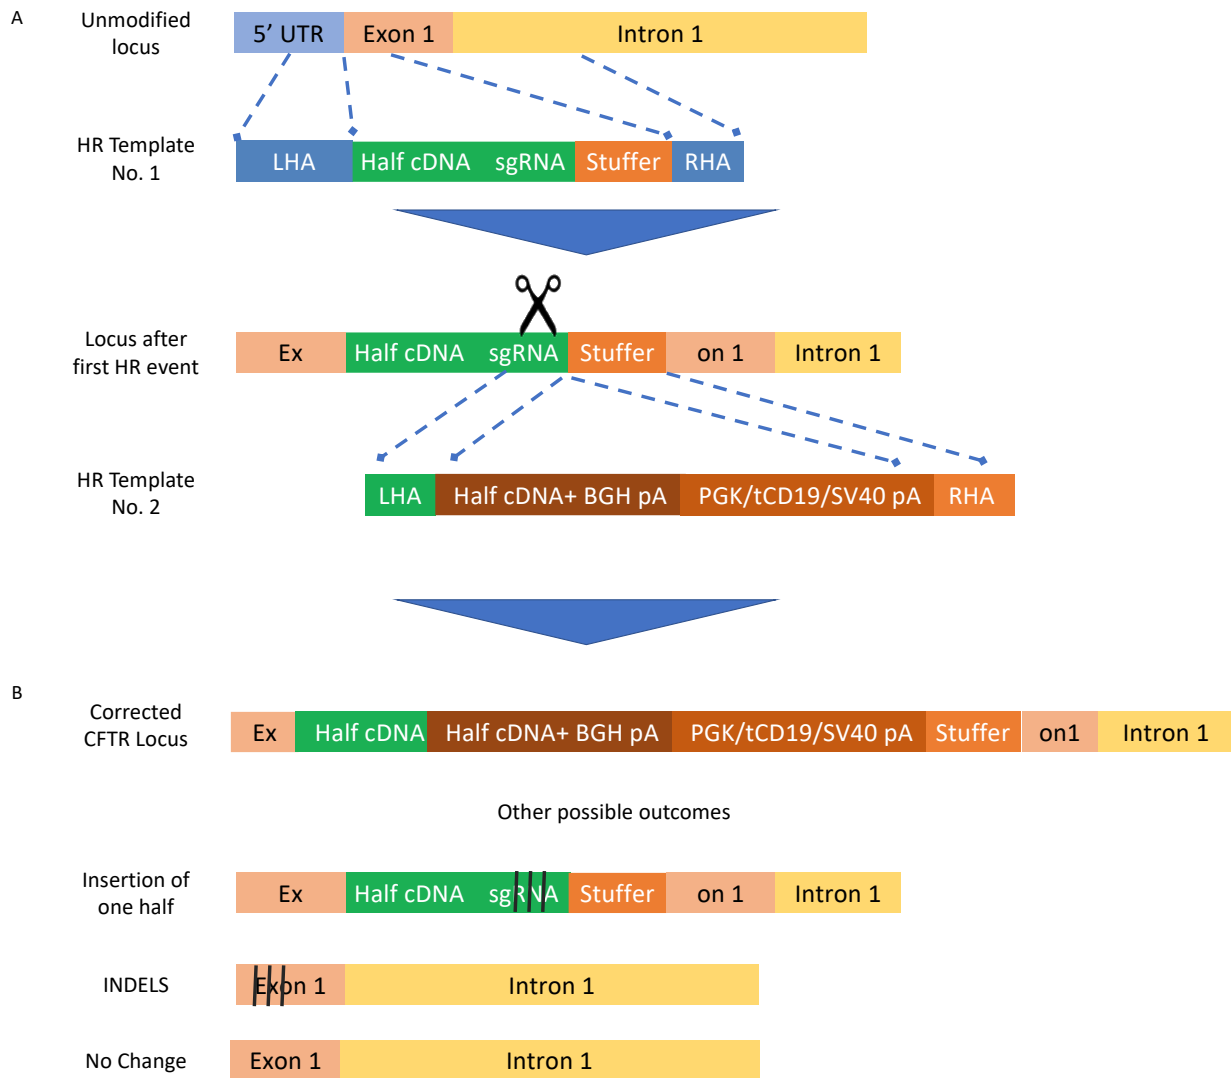 A
Unmodified
locus
5’ UTR Exon 1 Intron 1
HR Template
No. 1
LHA Half cDNA sgRNA Stuffer RHA
Locus after
first HR event
Ex Half cDNA sgRNA Stuffer on 1 Intron 1
HR Template
No. 2
LHA Half cDNA+ BGH pA PGK/tCD19/SV40 pA RHA
B
Corrected
CFTR Locus
Ex Half cDNA Half cDNA+ BGH pA PGK/tCD19/SV40 pA Stuffer on1 Intron 1
Other possible outcomes
Insertion of
one half
Ex Half cDNA sgRNA Stuffer on 1 Intron 1
INDELS
Exon 1 Intron 1
No Change
Exon 1 Intron 1